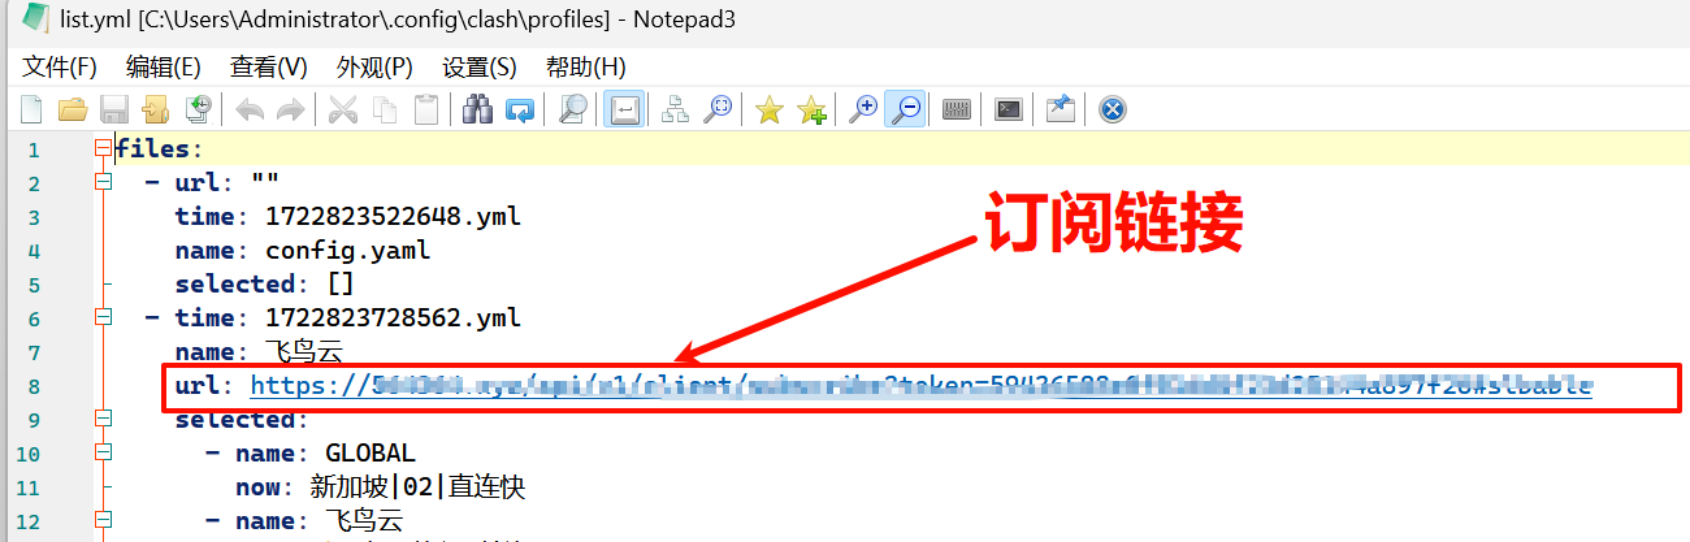 list.yml [C:\Users\Administrator\.config\clash\profiles] - Notepad3
文件(F) 编辑(E) 查看(V) 外观(P) 设置(S) 帮助(H)
1 files:
2 - url: ""
订阅链接
3 time: 1722823522648.yml
4 name: config.yaml
5 selected: []
6 - time: 1722823728562.yml
7 name: 飞鸟云
8 url: https://
9 selected:
10 - name: GLOBAL
11 now: 新加坡|02|直连快
12 - name: 飞鸟云